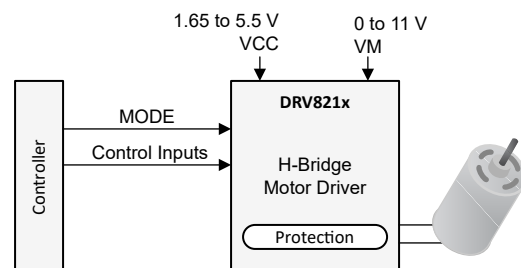 1.65 to 5.5 V
VCC
0 to 11 V
VM
DRV821x
Controller
MODE
Control Inputs
H-Bridge
Motor Driver
Protection